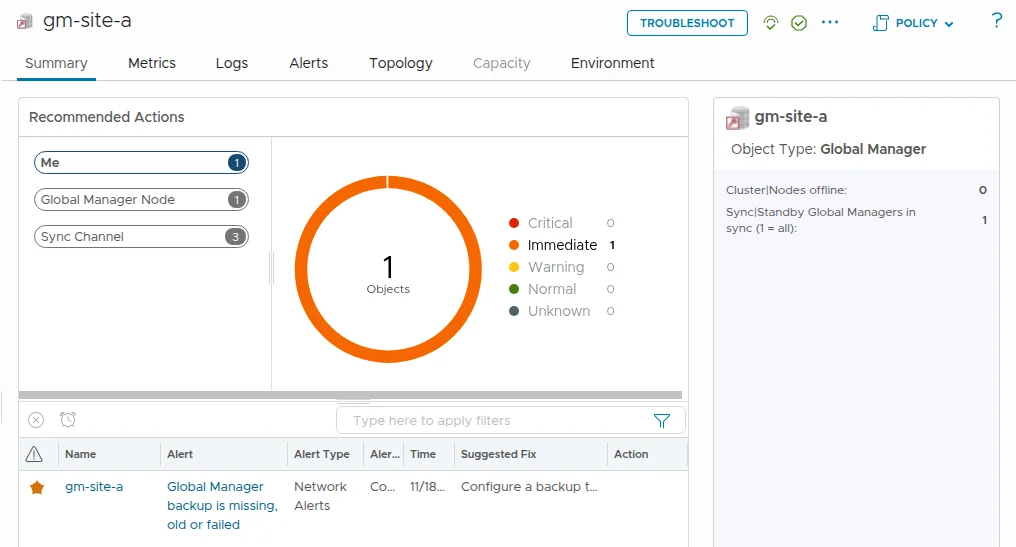 gm-site-a
TROUBLESHOOT
POLICY
?
Summary
Metrics
Logs
Alerts
Topology
Capacity
Environment
Recommended Actions
Me 1
Global Manager Node 1
Sync Channel 3
1
Objects
Critical 0
Immediate 1
Warning 0
Normal 0
Unknown 0
gm-site-a
Object Type: Global Manager
Cluster|Nodes offline: 0
Sync|Standby Global Managers in
sync (1 = all): 1
Type here to apply filters
Name
Alert
Alert Type
Aler...
Time
Suggested Fix
Action
gm-site-a
Global Manager
backup is missing,
old or failed
Network
Alerts
Co...
11/18...
Configure a backup t...